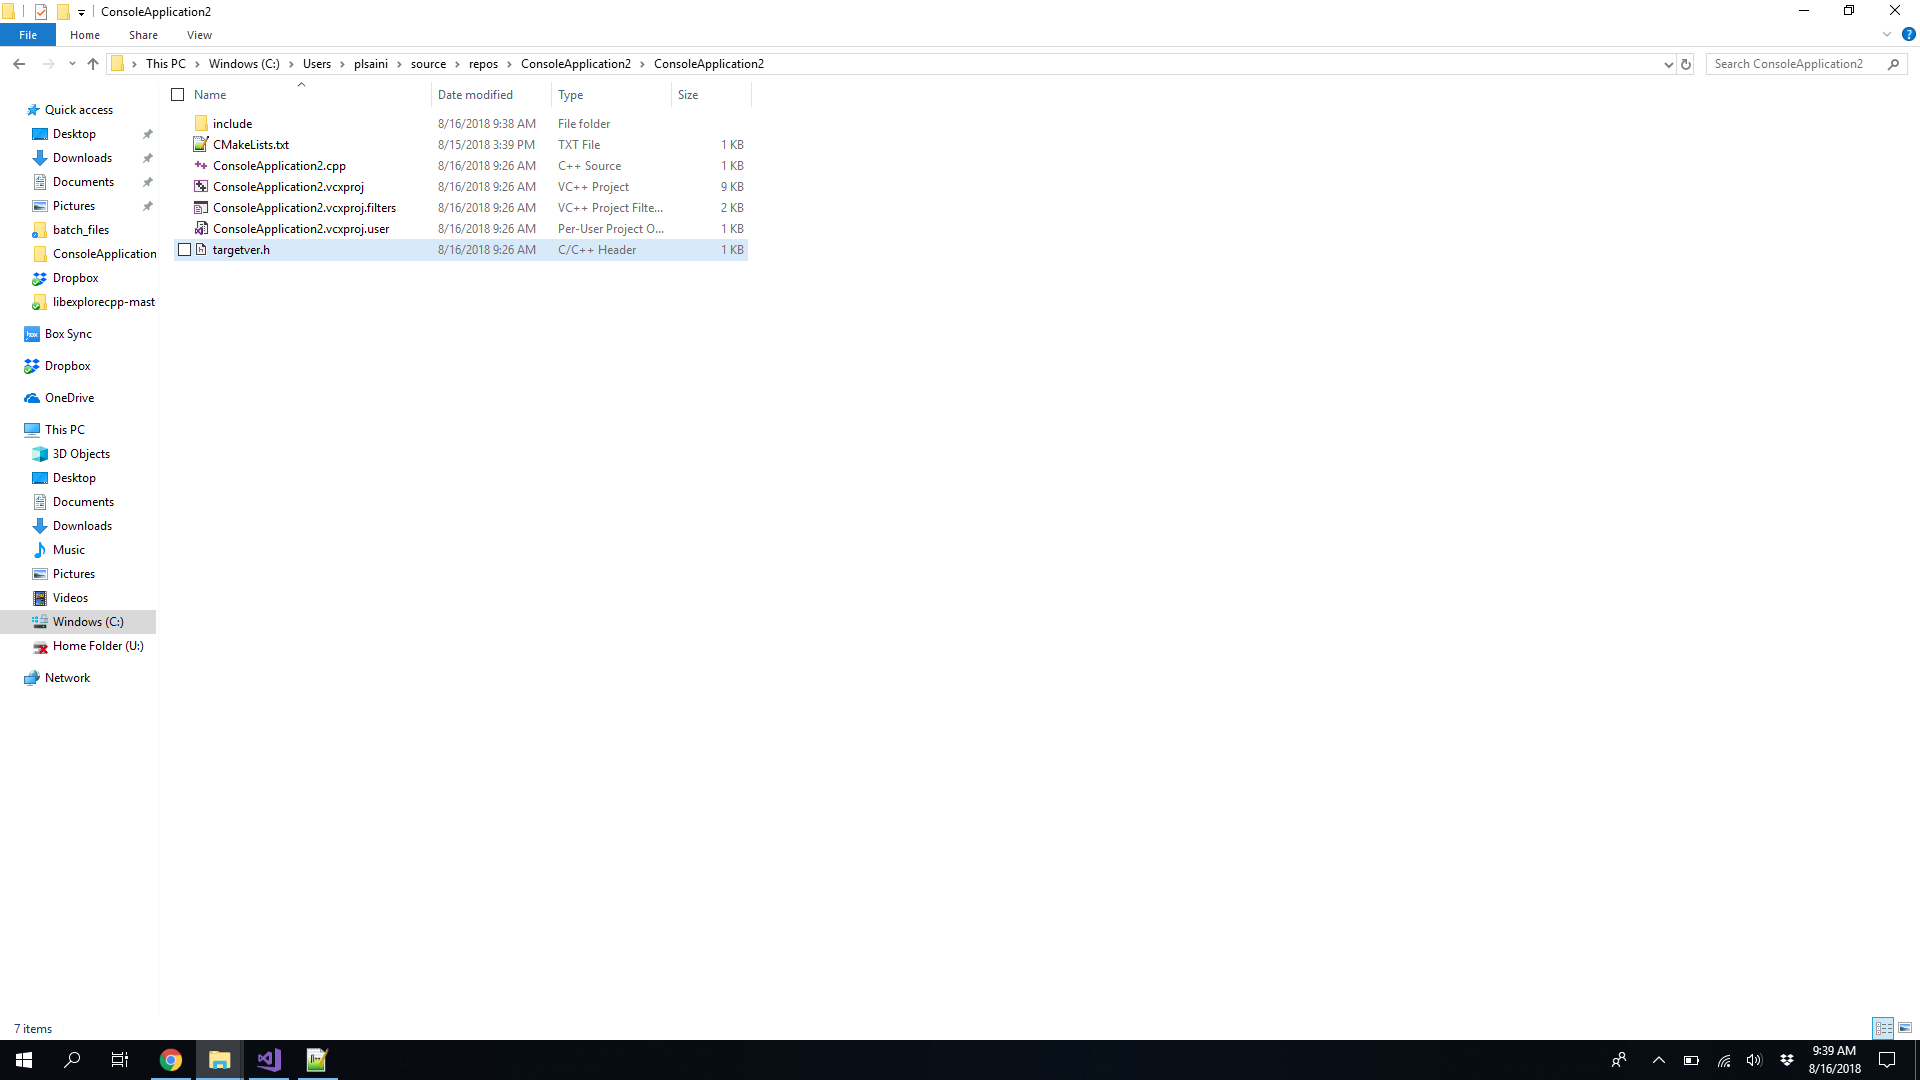 ConsoleApplication2
File Home Share View
This PC Windows (C:) Users plsaini source repos ConsoleApplication2 ConsoleApplication2
Search ConsoleApplication2
Name Date modified Type Size
include 8/16/2018 9:38 AM File folder
CMakeLists.txt 8/15/2018 3:39 PM TXT File 1 KB
ConsoleApplication2.cpp 8/16/2018 9:26 AM C++ Source 1 KB
ConsoleApplication2.vcxproj 8/16/2018 9:26 AM VC++ Project 9 KB
ConsoleApplication2.vcxproj.filters 8/16/2018 9:26 AM VC++ Project Filte... 2 KB
ConsoleApplication2.vcxproj.user 8/16/2018 9:26 AM Per-User Project O... 1 KB
targetver.h 8/16/2018 9:26 AM C/C++ Header 1 KB
Quick access
Desktop
Downloads
Documents
Pictures
batch_files
ConsoleApplication
Dropbox
libexplorecpp-mast
Box Sync
Dropbox
OneDrive
This PC
3D Objects
Desktop
Documents
Downloads
Music
Pictures
Videos
Windows (C:)
Home Folder (U:)
Network
7 items
9:39 AM
8/16/2018